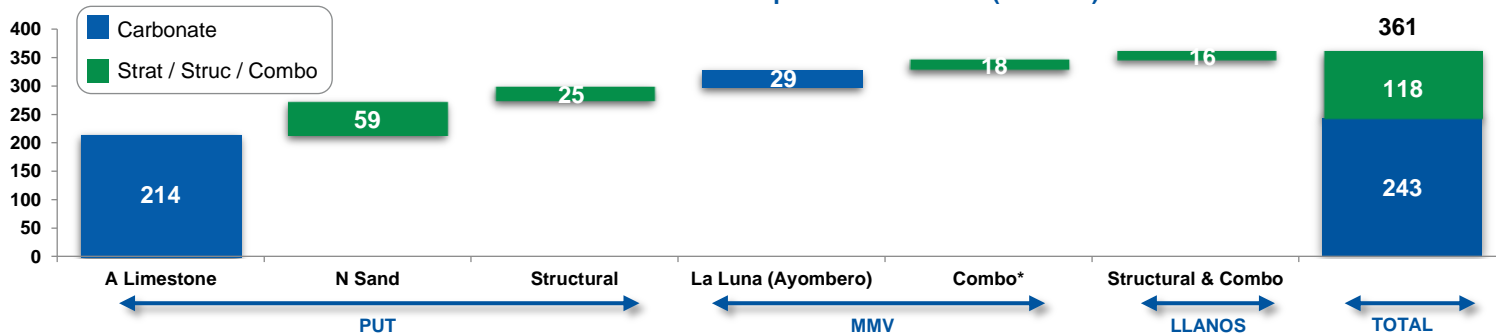 Carbonate
Strat / Struc / Combo
400
350
300
250
200
150
100
50
0
214
59
25
29
18
16
361
118
243
A Limestone
N Sand
Structural
La Luna (Ayombero)
Combo*
Structural & Combo
PUT
MMV
LLANOS
TOTAL